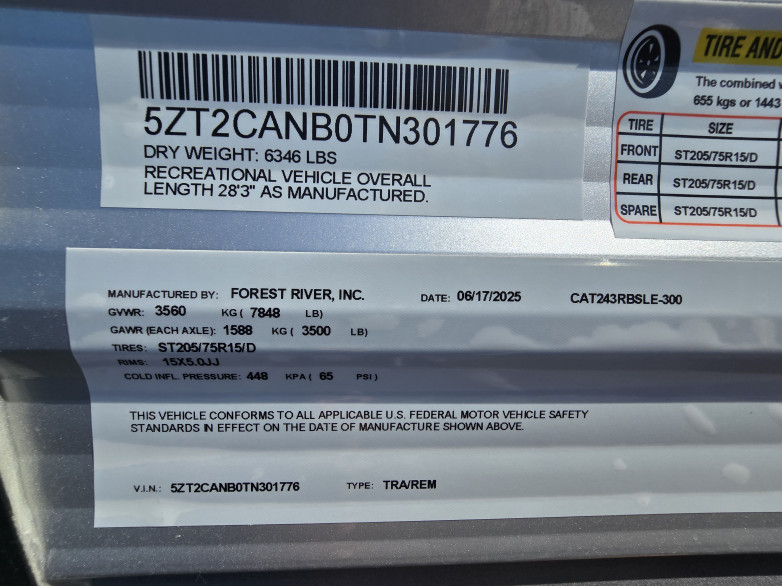 5ZT2CANB0TN301776
DRY WEIGHT: 6346 LBS
RECREATIONAL VEHICLE OVERALL
LENGTH 28'3" AS MANUFACTURED.
TIRE AND
The combined
655 kgs or 1443
TIRE SIZE
FRONT ST205/75R15/D
REAR ST205/75R15/D
SPARE ST205/75R15/D
MANUFACTURED BY: FOREST RIVER, INC. DATE: 06/17/2025 CAT243RBSLE-300
GVWR: 3560 KG ( 7848 LB)
GAWR (EACH AXLE): 1588 KG ( 3500 LB)
TIRES: ST205/75R15/D
RIMS: 15X5.0JJ
COLD INFL. PRESSURE: 448 KPA ( 65 PSI )
THIS VEHICLE CONFORMS TO ALL APPLICABLE U.S. FEDERAL MOTOR VEHICLE SAFETY
STANDARDS IN EFFECT ON THE DATE OF MANUFACTURE SHOWN ABOVE.
V.I.N.: 5ZT2CANB0TN301776 TYPE: TRA/REM